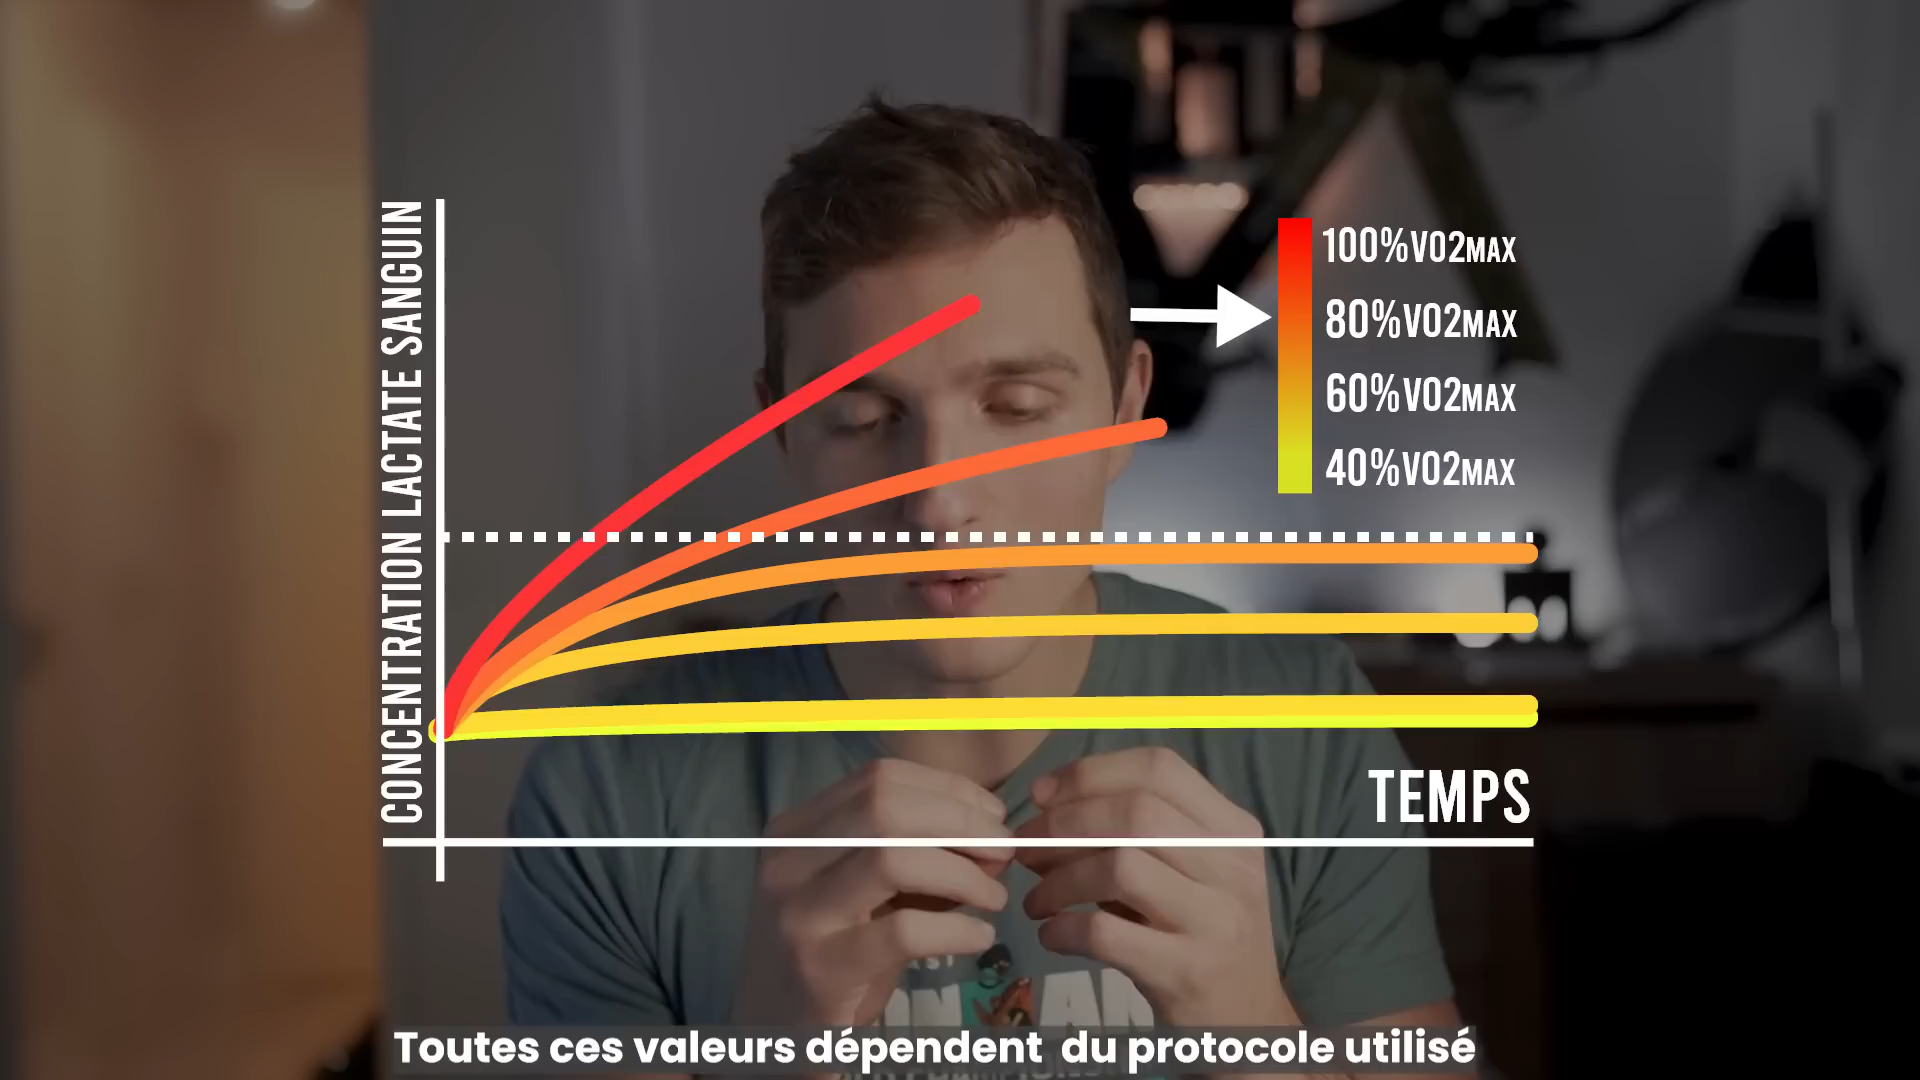 CONCENTRATION LACTATE SANGUIN
100%VO2MAX
80%VO2MAX
60%VO2MAX
40%VO2MAX
TEMPS
Toutes ces valeurs dépendent du protocole utilisé